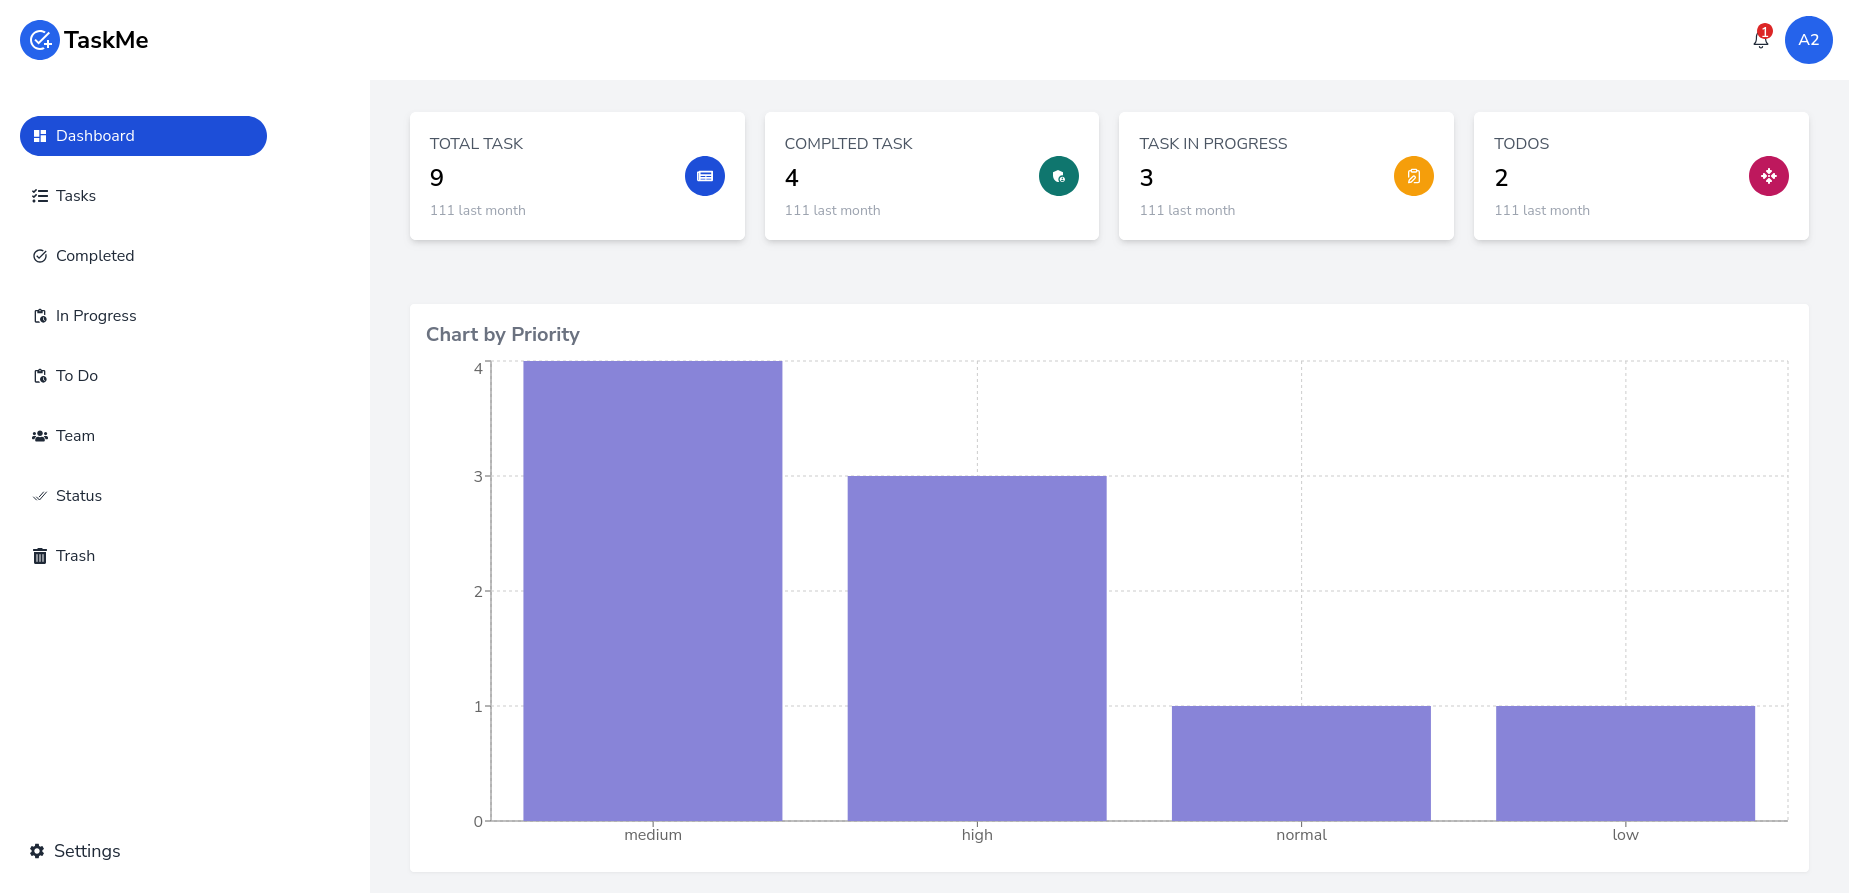 TaskMe
1
A2
Dashboard
Tasks
Completed
In Progress
To Do
Team
Status
Trash
Settings
TOTAL TASK
9
111 last month
COMPLTED TASK
4
111 last month
TASK IN PROGRESS
3
111 last month
TODOS
2
111 last month
Chart by Priority
4
3
2
1
0
medium high normal low